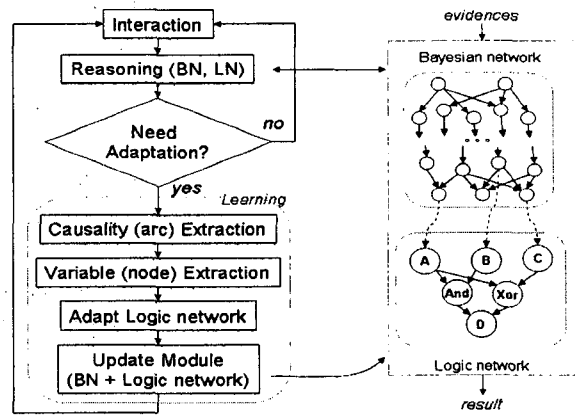 Interaction
Reasoning (BN, LN)
Need
Adaptation?
no
yes
Learning
Causality (arc) Extraction
Variable (node) Extraction
Adapt Logic network
Update Module
(BN + Logic network)
evidences
Bayesian network
A
B
C
And
Xor
D
Logic network
result